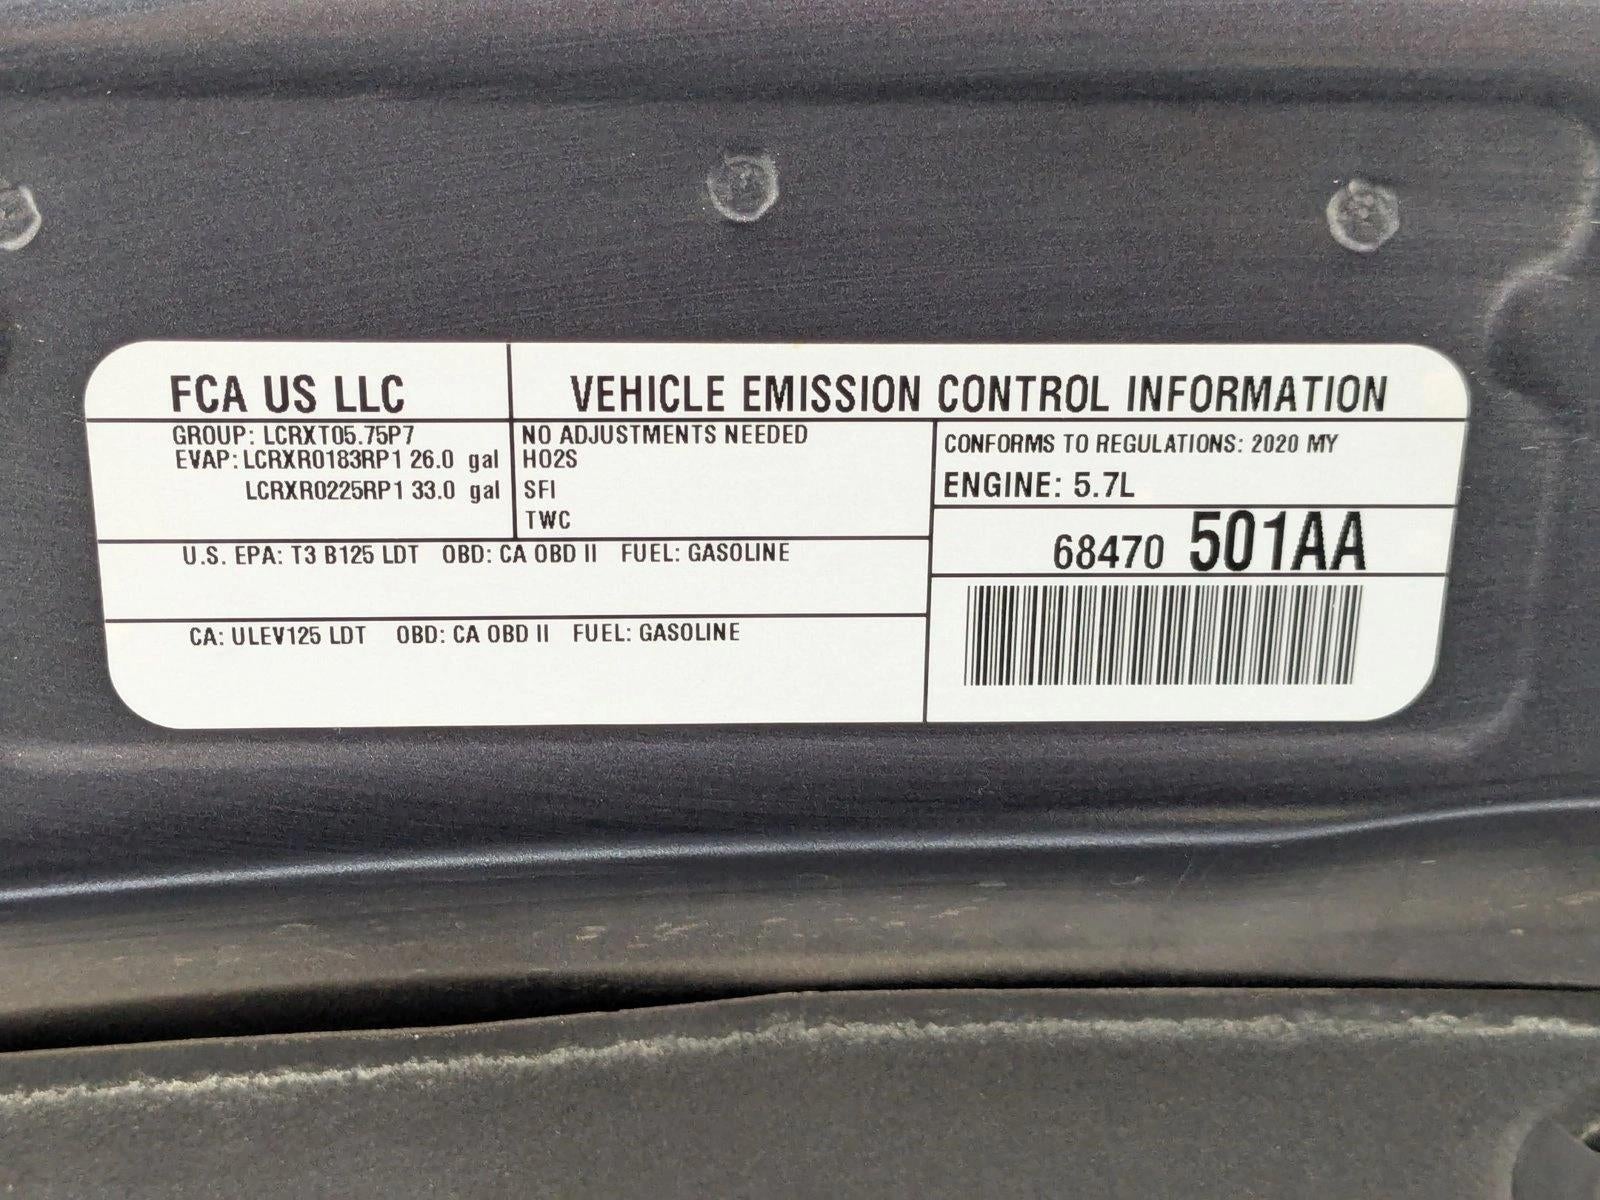 FCA US LLC
VEHICLE EMISSION CONTROL INFORMATION
GROUP: LCRXT05.75P7
EVAP: LCRXR0183RP1 26.0 gal
LCRXR0225RP1 33.0 gal
NO ADJUSTMENTS NEEDED
HO2S
SFI
TWC
CONFORMS TO REGULATIONS: 2020 MY
ENGINE: 5.7L
68470 501AA
U.S. EPA: T3 B125 LDT OBD: CA OBD II FUEL: GASOLINE
CA: ULEV125 LDT OBD: CA OBD II FUEL: GASOLINE